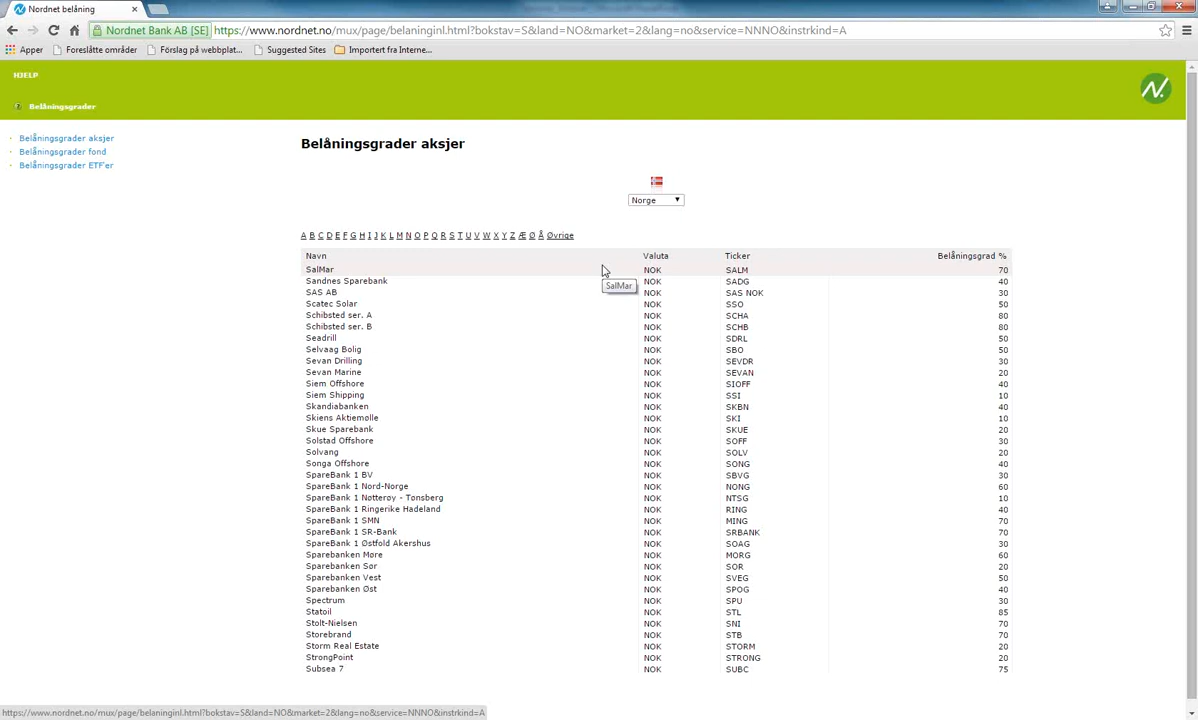 Nordnet belåning
Nordnet Bank AB [SE] https://www.nordnet.no/mux/page/belaninginl.html?bokstav=S&land=NO&market=2&lang=no&service=NNNO&instrkind=A
Apper Foreslåtte områder Förslag på webbplat... Suggested Sites Importert fra Interne...
HJELP
Belåningsgrader
Belåningsgrader aksjer
Belåningsgrader fond
Belåningsgrader ETF'er
Belåningsgrader aksjer
Norge
A B C D E F G H I J K L M N O P Q R S T U V W X Y Z Æ Ø Å Øvrige
Navn Valuta Ticker Belåningsgrad %
SalMar NOK SALM 70
SalMar
Sandnes Sparebank NOK SADG 40
SAS AB NOK SAS NOK 30
Scatec Solar NOK SSO 50
Schibsted ser. A NOK SCHA 80
Schibsted ser. B NOK SCHB 80
Seadrill NOK SDRL 50
Selvaag Bolig NOK SBO 50
Sevan Drilling NOK SEVDR 30
Sevan Marine NOK SEVAN 20
Siem Offshore NOK SIOFF 40
Siem Shipping NOK SSI 10
Skandiabanken NOK SKBN 40
Skiens Aktiemølle NOK SKI 10
Skue Sparebank NOK SKUE 20
Solstad Offshore NOK SOFF 30
Solvang NOK SOLV 20
Songa Offshore NOK SONG 40
SpareBank 1 BV NOK SBVG 30
SpareBank 1 Nord-Norge NOK NONG 60
SpareBank 1 Nøtterøy - Tønsberg NOK NTSG 10
SpareBank 1 Ringerike Hadeland NOK RING 40
SpareBank 1 SMN NOK MING 70
SpareBank 1 SR-Bank NOK SRBANK 70
SpareBank 1 Østfold Akershus NOK SOAG 30
Sparebanken Møre NOK MORG 60
Sparebanken Sør NOK SOR 20
Sparebanken Vest NOK SVEG 50
Sparebanken Øst NOK SPOG 40
Spectrum NOK SPU 30
Statoil NOK STL 85
Stolt-Nielsen NOK SNI 70
Storebrand NOK STB 70
Storm Real Estate NOK STORM 20
StrongPoint NOK STRONG 20
Subsea 7 NOK SUBC 75
https://www.nordnet.no/mux/page/belaninginl.html?bokstav=S&land=NO&market=2&lang=no&service=NNNO&instrkind=A